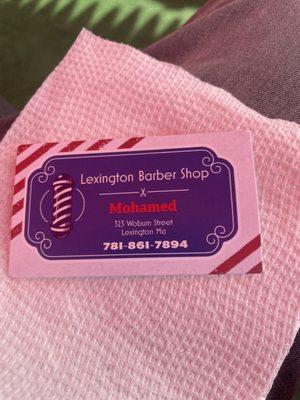 Lexington Barber Shop
Mohamed
323 Woburn Street
Lexington Ma
781-861-7894